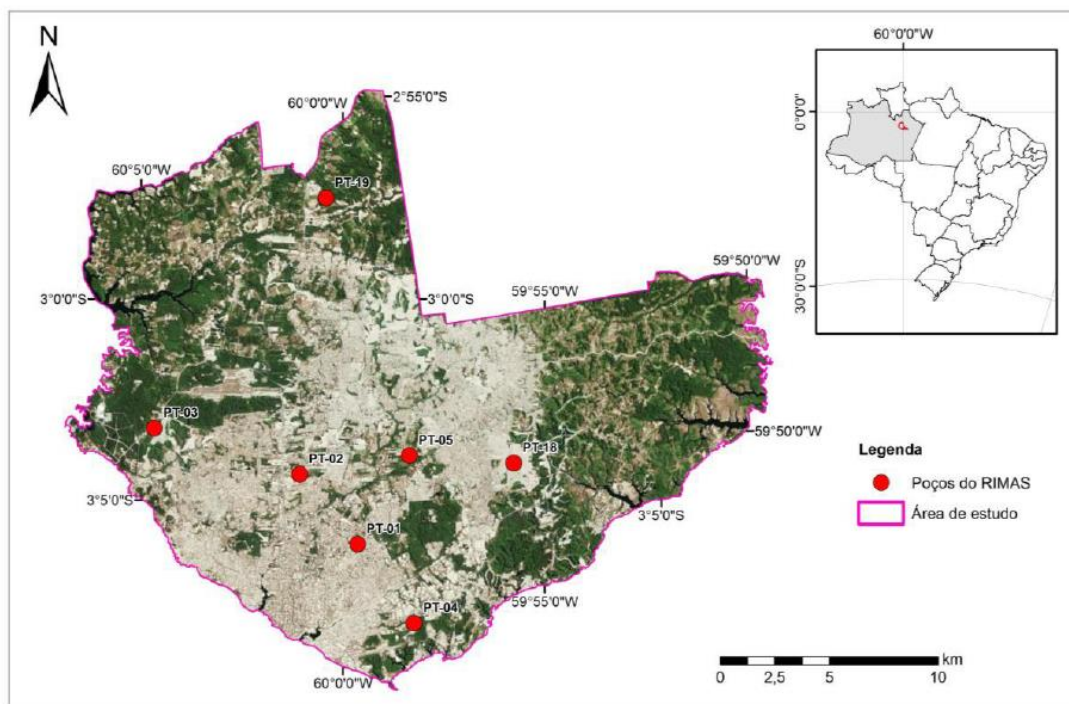 N
60°0'0"W
2°55'0"S
60°0'0"W
0°0'0"
30°0'0"S
60°5'0"W
PT-19
59°50'0"W
59°55'0"W
3°0'0"S
3°0'0"S
PT-03
PT-05
PT-18
PT-02
59°50'0"W
3°5'0"S
3°5'0"S
PT-01
PT-04
59°55'0"W
60°0'0"W
Legenda
Poços do RIMAS
Área de estudo
km
0 2,5 5 10